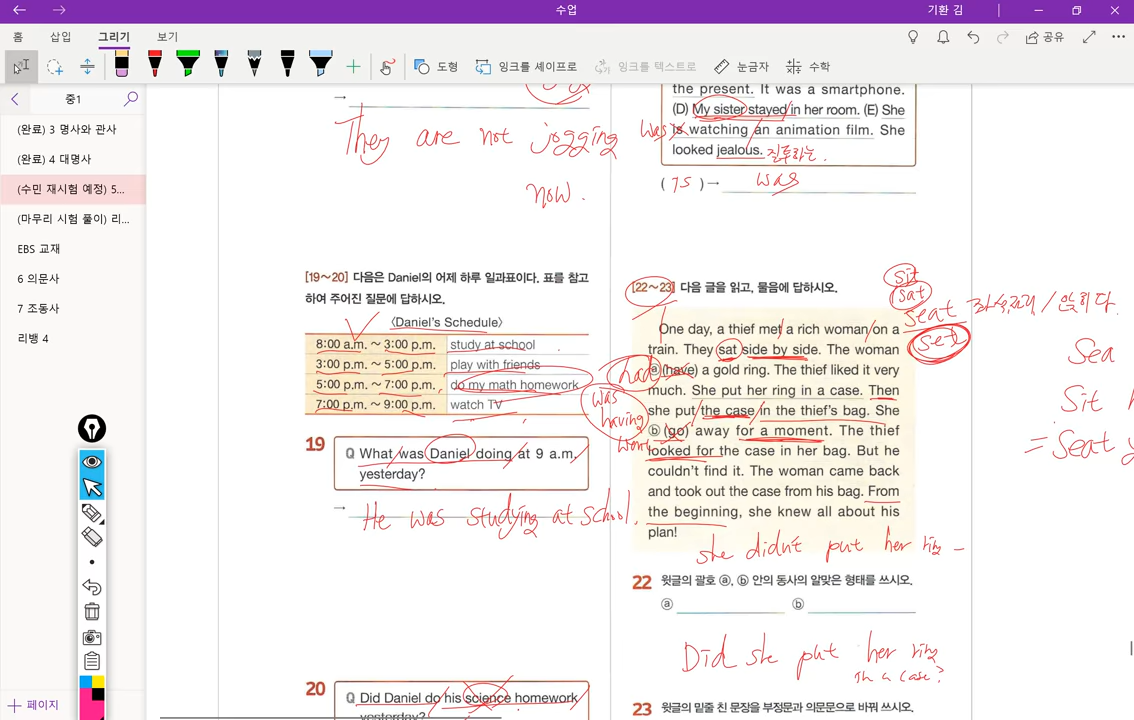 수업
기환 김
홈 삽입 그리기 보기
도형 잉크를 셰이프로 잉크를 텍스트로 눈금자 수학 공유
중1
(완료) 3 명사와 관사
(완료) 4 대명사
(수민 재시험 예정) 5...
(마무리 시험 풀이) 리...
EBS 교재
6 의문사
7 조동사
리밸 4
페이지
→
They are not jogging
now.
[19~20] 다음은 Daniel의 어제 하루 일과표이다. 표를 참고
하여 주어진 질문에 답하시오.
〈Daniel's Schedule〉
8:00 a.m. ~ 3:00 p.m. study at school
3:00 p.m. ~ 5:00 p.m. play with friends
5:00 p.m. ~ 7:00 p.m. do my math homework
7:00 p.m. ~ 9:00 p.m. watch TV
19
Q What was Daniel doing at 9 a.m.
yesterday?
→ He was studying at school.
20
Q Did Daniel do his science homework
yesterday?
the present. It was a smartphone.
(D) My sister stayed in her room. (E) She
was
is watching an animation film. She
looked jealous. 질투하는.
( is ) → was
[22~23] 다음 글을 읽고, 물음에 답하시오.
sit
sat
seat
set
One day, a thief met a rich woman on a
train. They sat side by side. The woman
had
ⓐ (have) a gold ring. The thief liked it very
was
having
much. She put her ring in a case. Then
she put the case in the thief's bag. She
went
ⓑ (go) away for a moment. The thief
looked for the case in her bag. But he
couldn't find it. The woman came back
and took out the case from his bag. From
the beginning, she knew all about his
plan!
she didn't put her ring
22 윗글의 괄호 ⓐ, ⓑ 안의 동사의 알맞은 형태를 쓰시오.
ⓐ ⓑ
Did she put her ring
in a case?
23 윗글의 밑줄 친 문장을 부정문과 의문문으로 바꿔 쓰시오.
Sea
Sit
= Seat